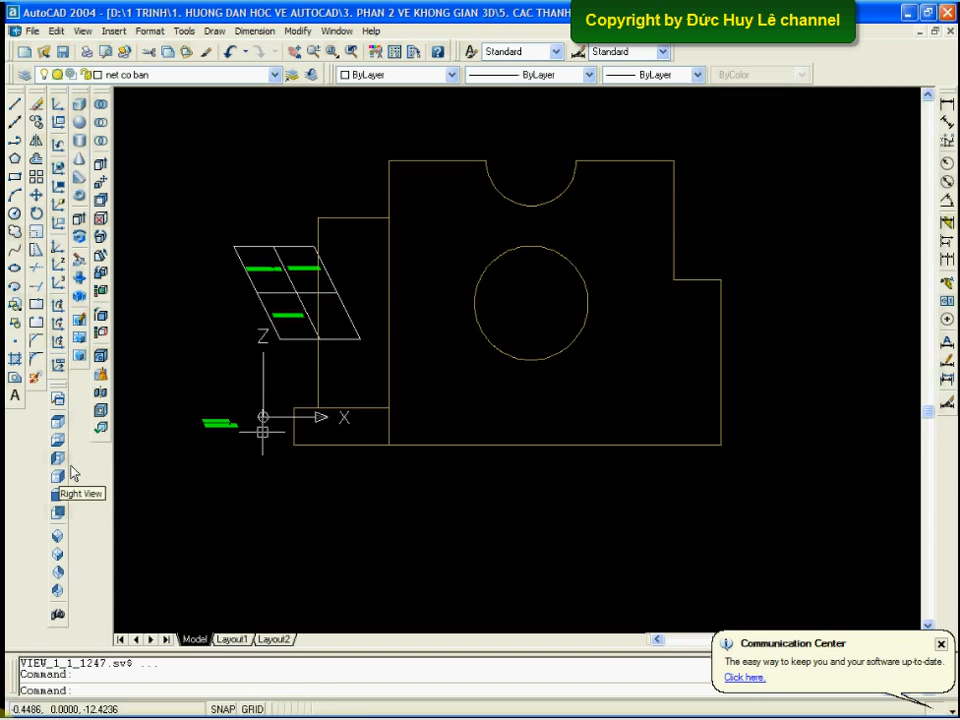 AutoCAD 2004 - [D:\1 TRINH\1. HUONG DAN HOC VE AUTOCAD\3. PHAN 2 VE KHONG GIAN 3D\5. CAC THANH
Copyright by Đức Huy Lê channel
File Edit View Insert Format Tools Draw Dimension Modify Window Help
Standard Standard
net co ban ByLayer ByLayer ByLayer ByColor
Z
X
Right View
Model Layout1 Layout2
VIEW_1_1_1247.sv$ ...
Command:
Command:
Communication Center
The easy way to keep you and your software up-to-date.
Click here.
-0.4486, 0.0000, -12.4236 SNAP GRID